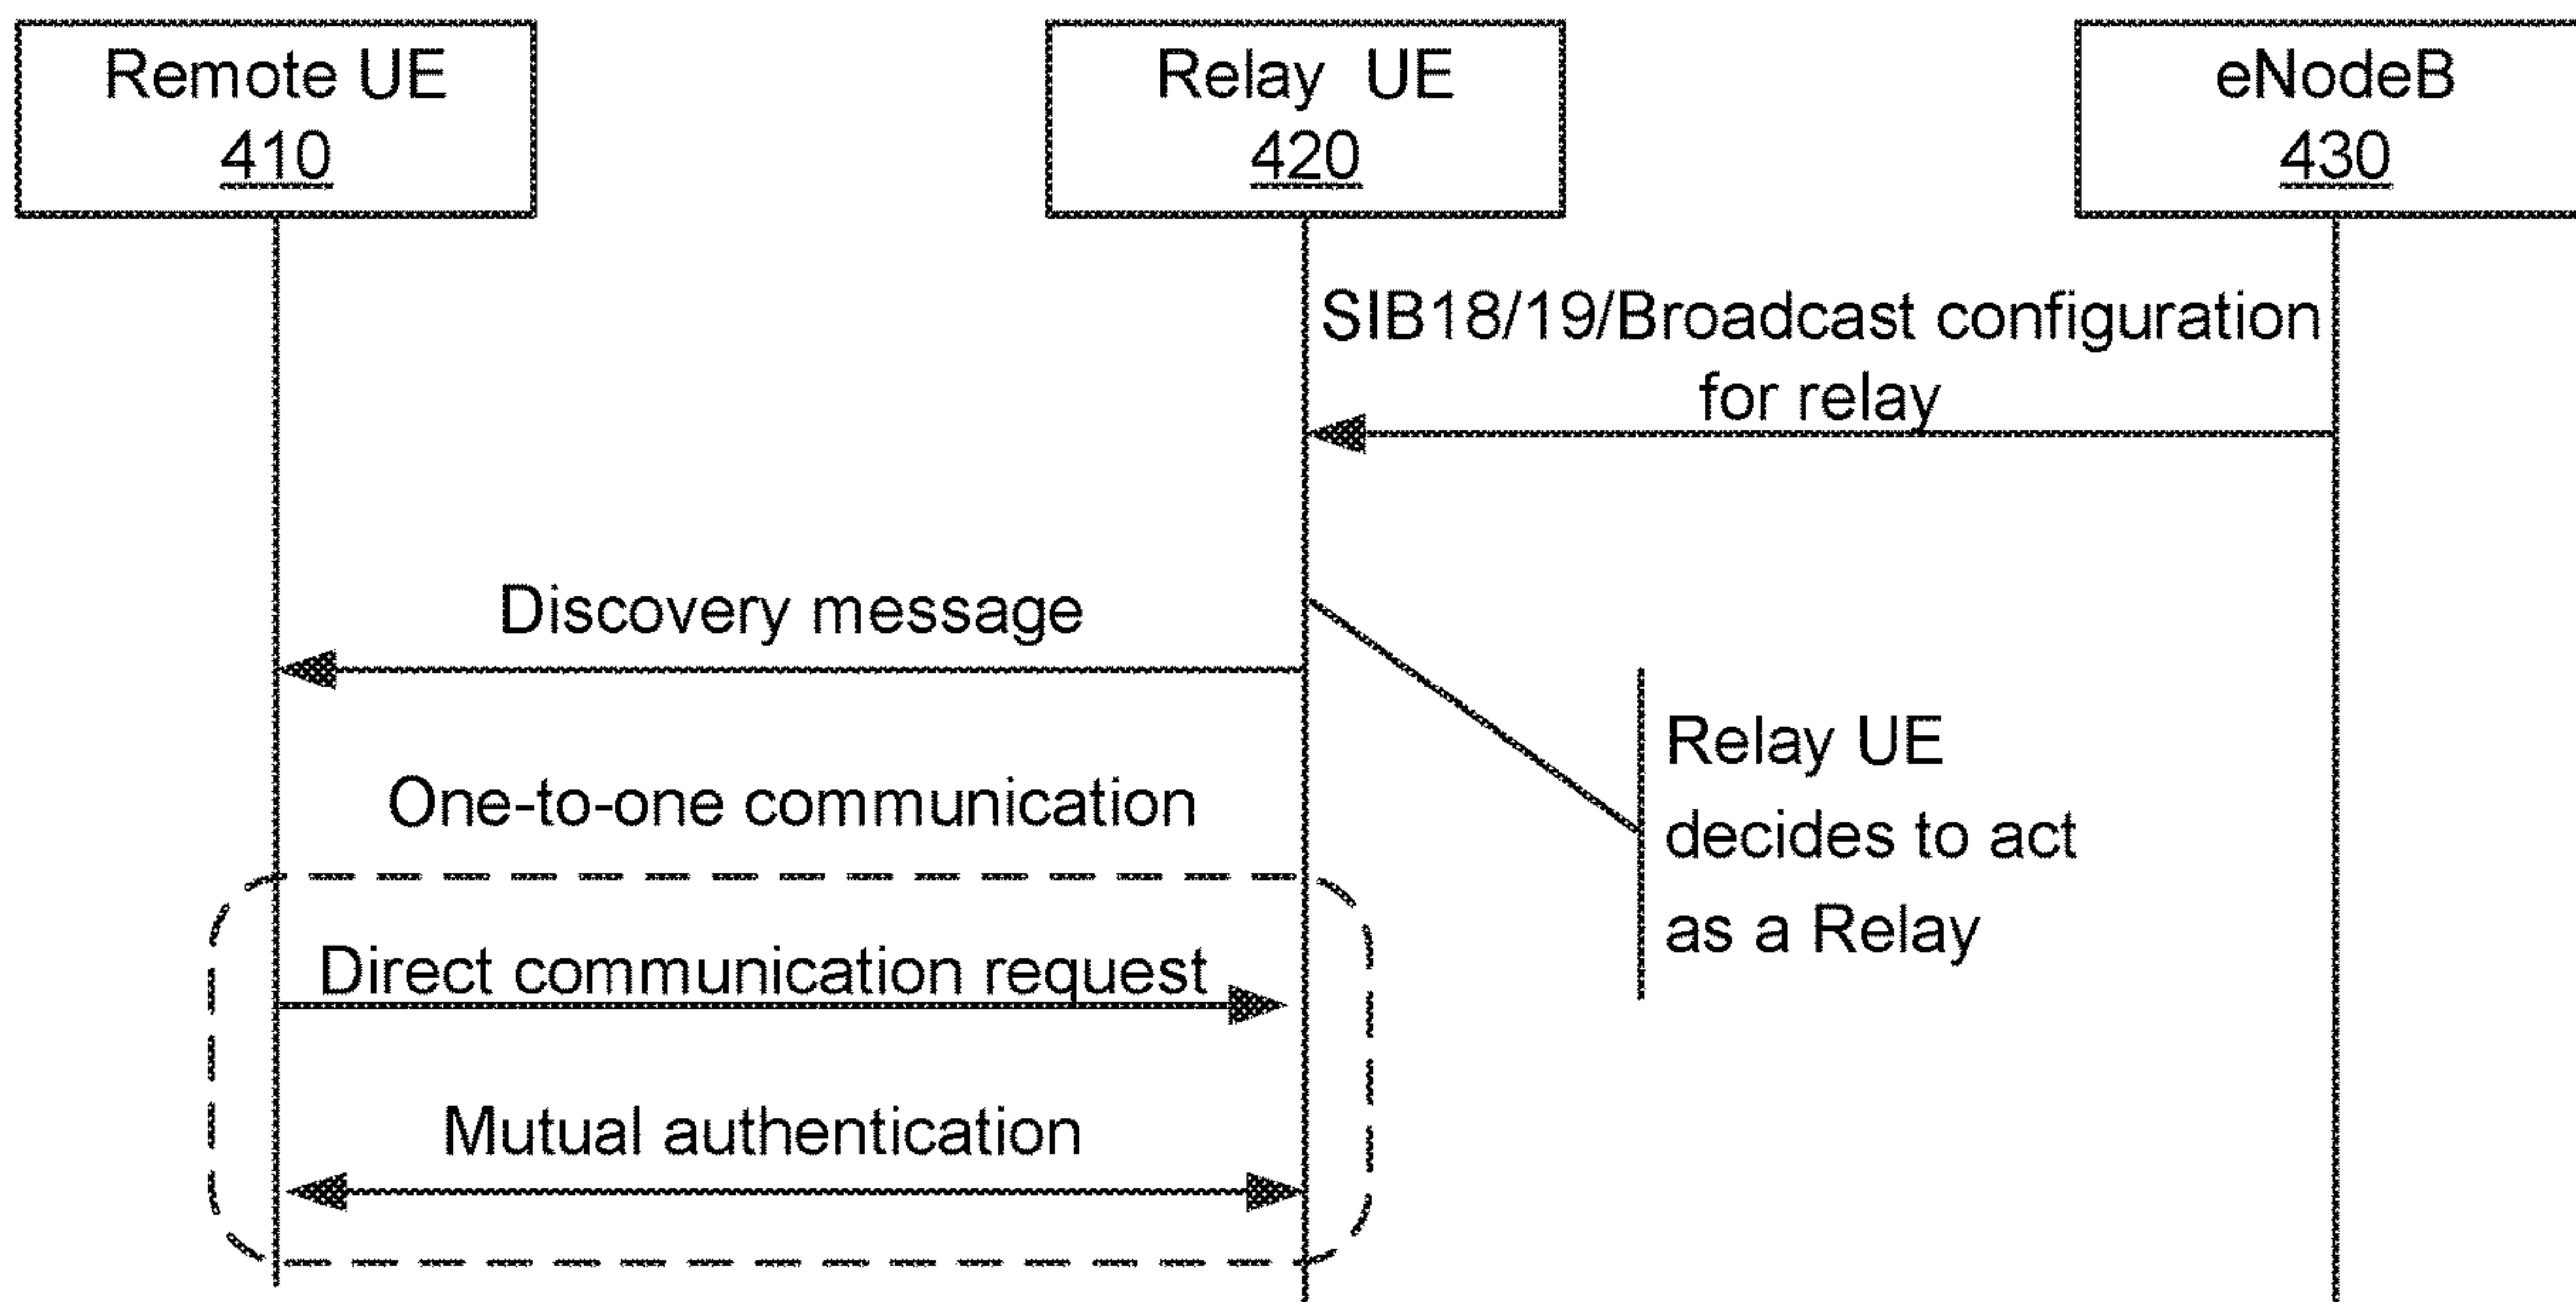 Remote UE
410
Relay UE
420
eNodeB
430
SIB18/19/Broadcast configuration
for relay
Discovery message
Relay UE
decides to act
as a Relay
One-to-one communication
Direct communication request
Mutual authentication